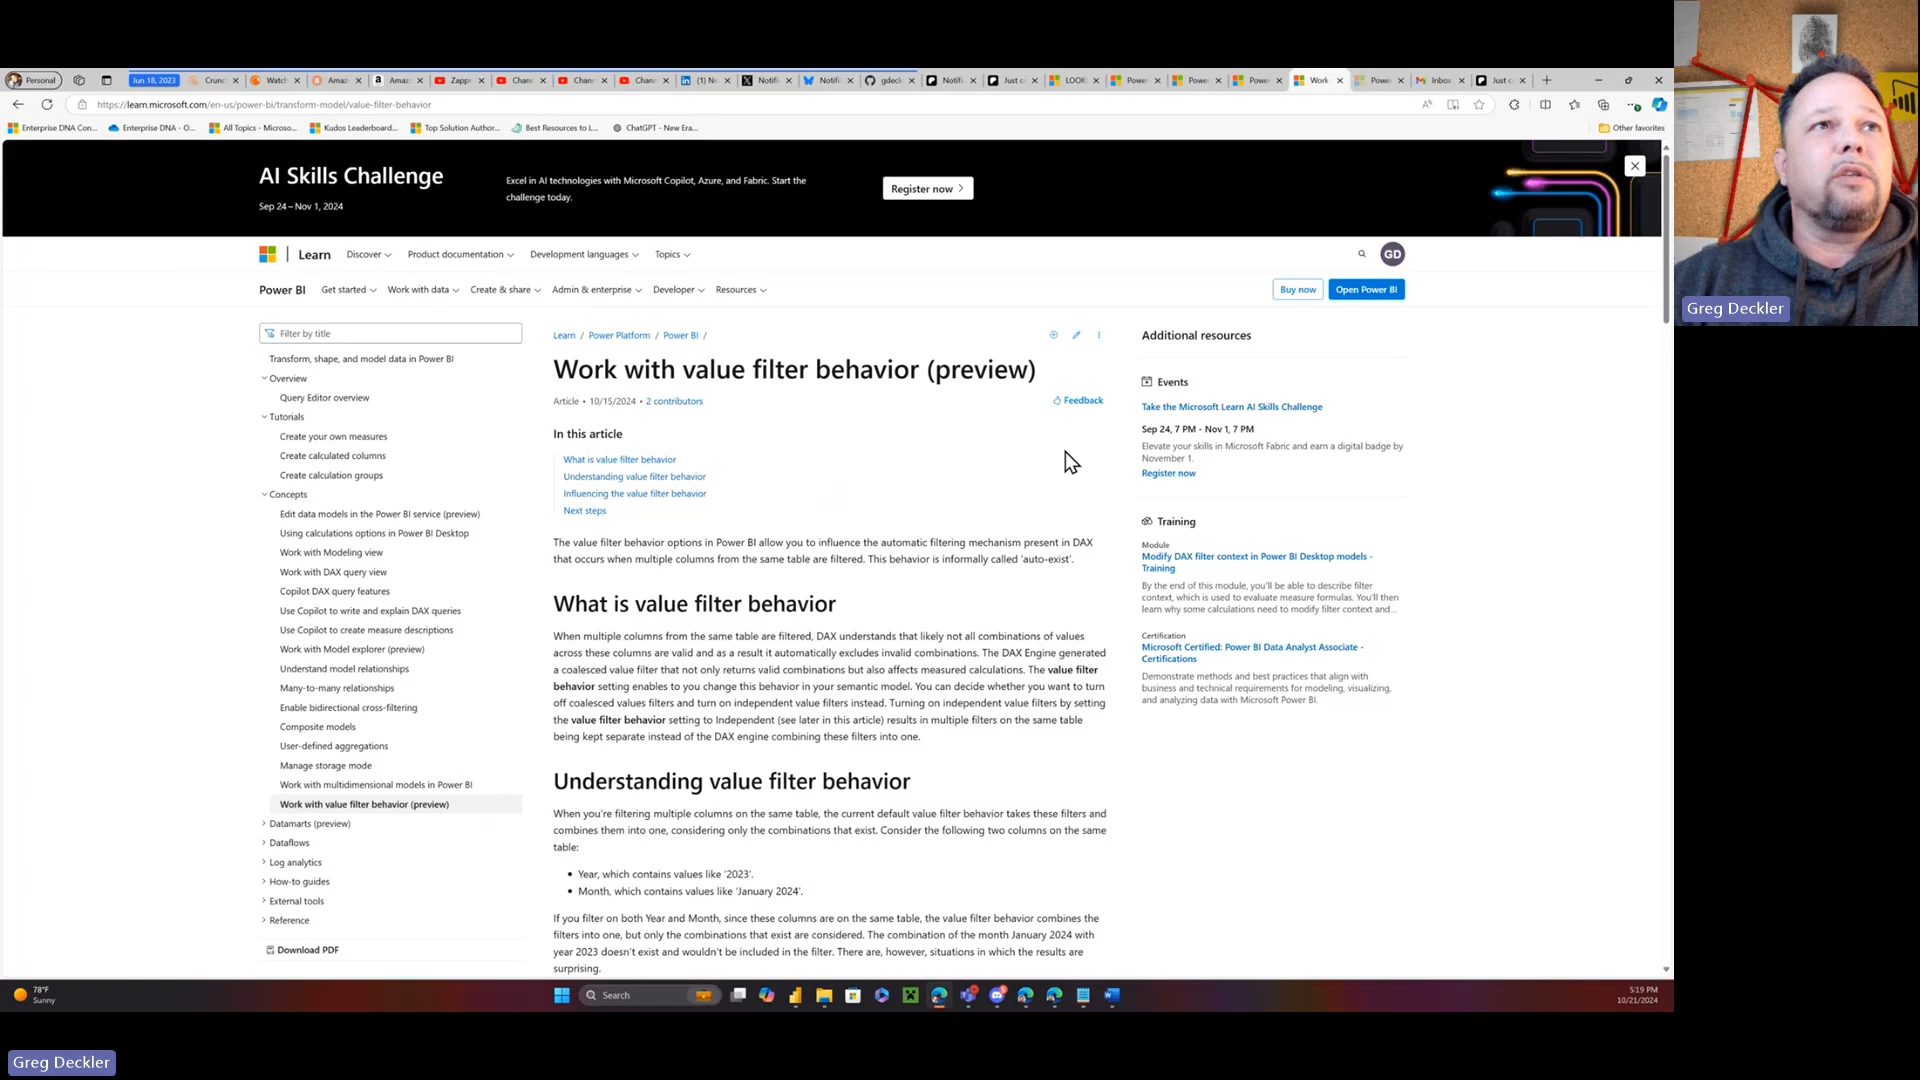 Personal
Jun 18, 2023
Crunc
Watch
Amaz
Amaz
Zappr
Chann
Chann
Chann
(1) No
Notific
Notific
gdeck
Notific
Just c
LOOK
Power
Power
Power
Work
Power
Inbox
Just c
https://learn.microsoft.com/en-us/power-bi/transform-model/value-filter-behavior
Enterprise DNA Con...
Enterprise DNA - O...
All Topics - Microso...
Kudos Leaderboard...
Top Solution Author...
Best Resources to L...
ChatGPT - New Era...
Other favorites
AI Skills Challenge
Sep 24 – Nov 1, 2024
Excel in AI technologies with Microsoft Copilot, Azure, and Fabric. Start the
challenge today.
Register now
Learn
Discover
Product documentation
Development languages
Topics
GD
Power BI
Get started
Work with data
Create & share
Admin & enterprise
Developer
Resources
Buy now
Open Power BI
Filter by title
Transform, shape, and model data in Power BI
Overview
Query Editor overview
Tutorials
Create your own measures
Create calculated columns
Create calculation groups
Concepts
Edit data models in the Power BI service (preview)
Using calculations options in Power BI Desktop
Work with Modeling view
Work with DAX query view
Copilot DAX query features
Use Copilot to write and explain DAX queries
Use Copilot to create measure descriptions
Work with Model explorer (preview)
Understand model relationships
Many-to-many relationships
Enable bidirectional cross-filtering
Composite models
User-defined aggregations
Manage storage mode
Work with multidimensional models in Power BI
Work with value filter behavior (preview)
Datamarts (preview)
Dataflows
Log analytics
How-to guides
External tools
Reference
Download PDF
Learn / Power Platform / Power BI /
Work with value filter behavior (preview)
Article • 10/15/2024 • 2 contributors
Feedback
In this article
What is value filter behavior
Understanding value filter behavior
Influencing the value filter behavior
Next steps
The value filter behavior options in Power BI allow you to influence the automatic filtering mechanism present in DAX
that occurs when multiple columns from the same table are filtered. This behavior is informally called 'auto-exist'.
What is value filter behavior
When multiple columns from the same table are filtered, DAX understands that likely not all combinations of values
across these columns are valid and as a result it automatically excludes invalid combinations. The DAX Engine generated
a coalesced value filter that not only returns valid combinations but also affects measured calculations. The value filter
behavior setting enables to you change this behavior in your semantic model. You can decide whether you want to turn
off coalesced values filters and turn on independent value filters instead. Turning on independent value filters by setting
the value filter behavior setting to Independent (see later in this article) results in multiple filters on the same table
being kept separate instead of the DAX engine combining these filters into one.
Understanding value filter behavior
When you're filtering multiple columns on the same table, the current default value filter behavior takes these filters and
combines them into one, considering only the combinations that exist. Consider the following two columns on the same
table:
• Year, which contains values like '2023'.
• Month, which contains values like 'January 2024'.
If you filter on both Year and Month, since these columns are on the same table, the value filter behavior combines the
filters into one, but only the combinations that exist are considered. The combination of the month January 2024 with
year 2023 doesn't exist and wouldn't be included in the filter. There are, however, situations in which the results are
surprising.
Additional resources
Events
Take the Microsoft Learn AI Skills Challenge
Sep 24, 7 PM - Nov 1, 7 PM
Elevate your skills in Microsoft Fabric and earn a digital badge by
November 1.
Register now
Training
Module
Modify DAX filter context in Power BI Desktop models -
Training
By the end of this module, you'll be able to describe filter
context, which is used to evaluate measure formulas. You'll then
learn why some calculations need to modify filter context and...
Certification
Microsoft Certified: Power BI Data Analyst Associate -
Certifications
Demonstrate methods and best practices that align with
business and technical requirements for modeling, visualizing,
and analyzing data with Microsoft Power BI.
Greg Deckler
78°F
Sunny
Search
5:19 PM
10/21/2024
Greg Deckler